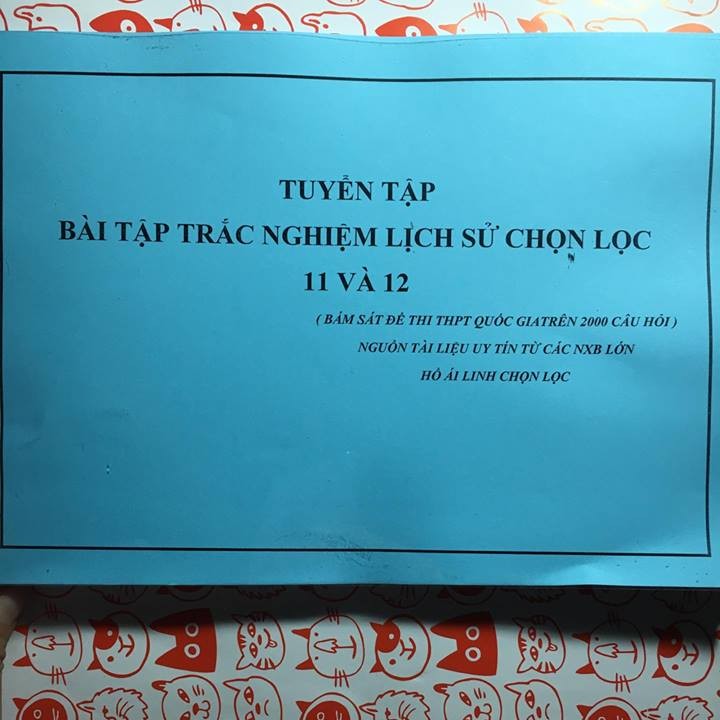 TUYỂN TẬP
BÀI TẬP TRẮC NGHIỆM LỊCH SỬ CHỌN LỌC
11 VÀ 12
( BÁM SÁT ĐỀ THI THPT QUỐC GIATRÊN 2000 CÂU HỎI )
NGUỒN TÀI LIỆU UY TÍN TỪ CÁC NXB LỚN
HỒ ÁI LINH CHỌN LỌC